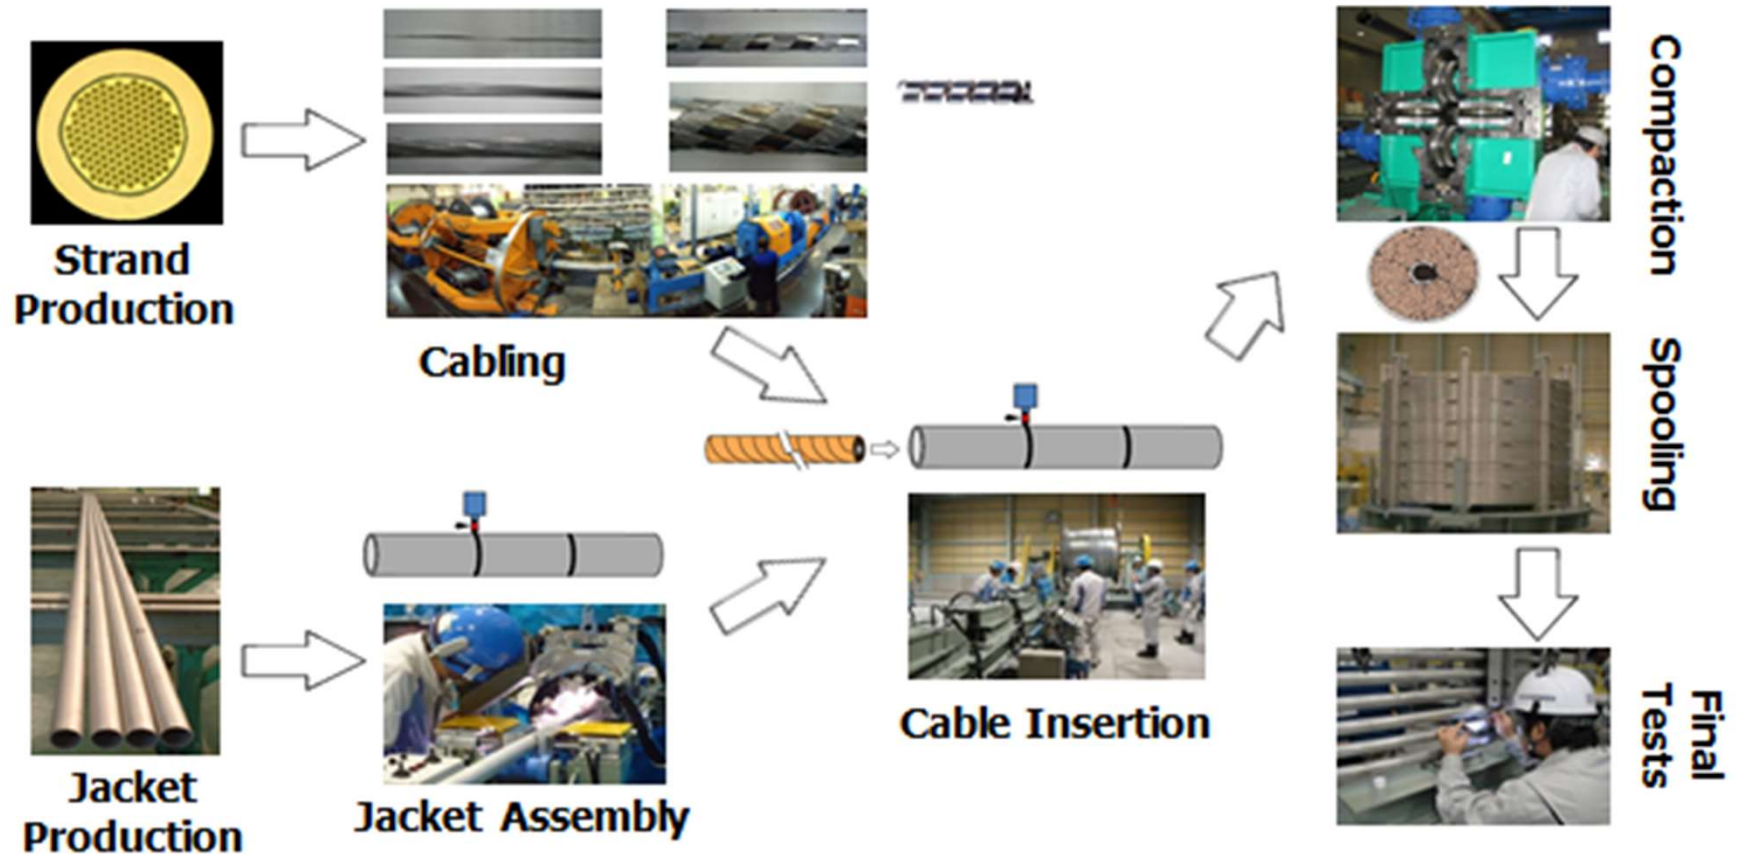 Strand
Production
Cabling
Jacket
Production
Jacket Assembly
Cable Insertion
Compaction
Spooling
Final
Tests